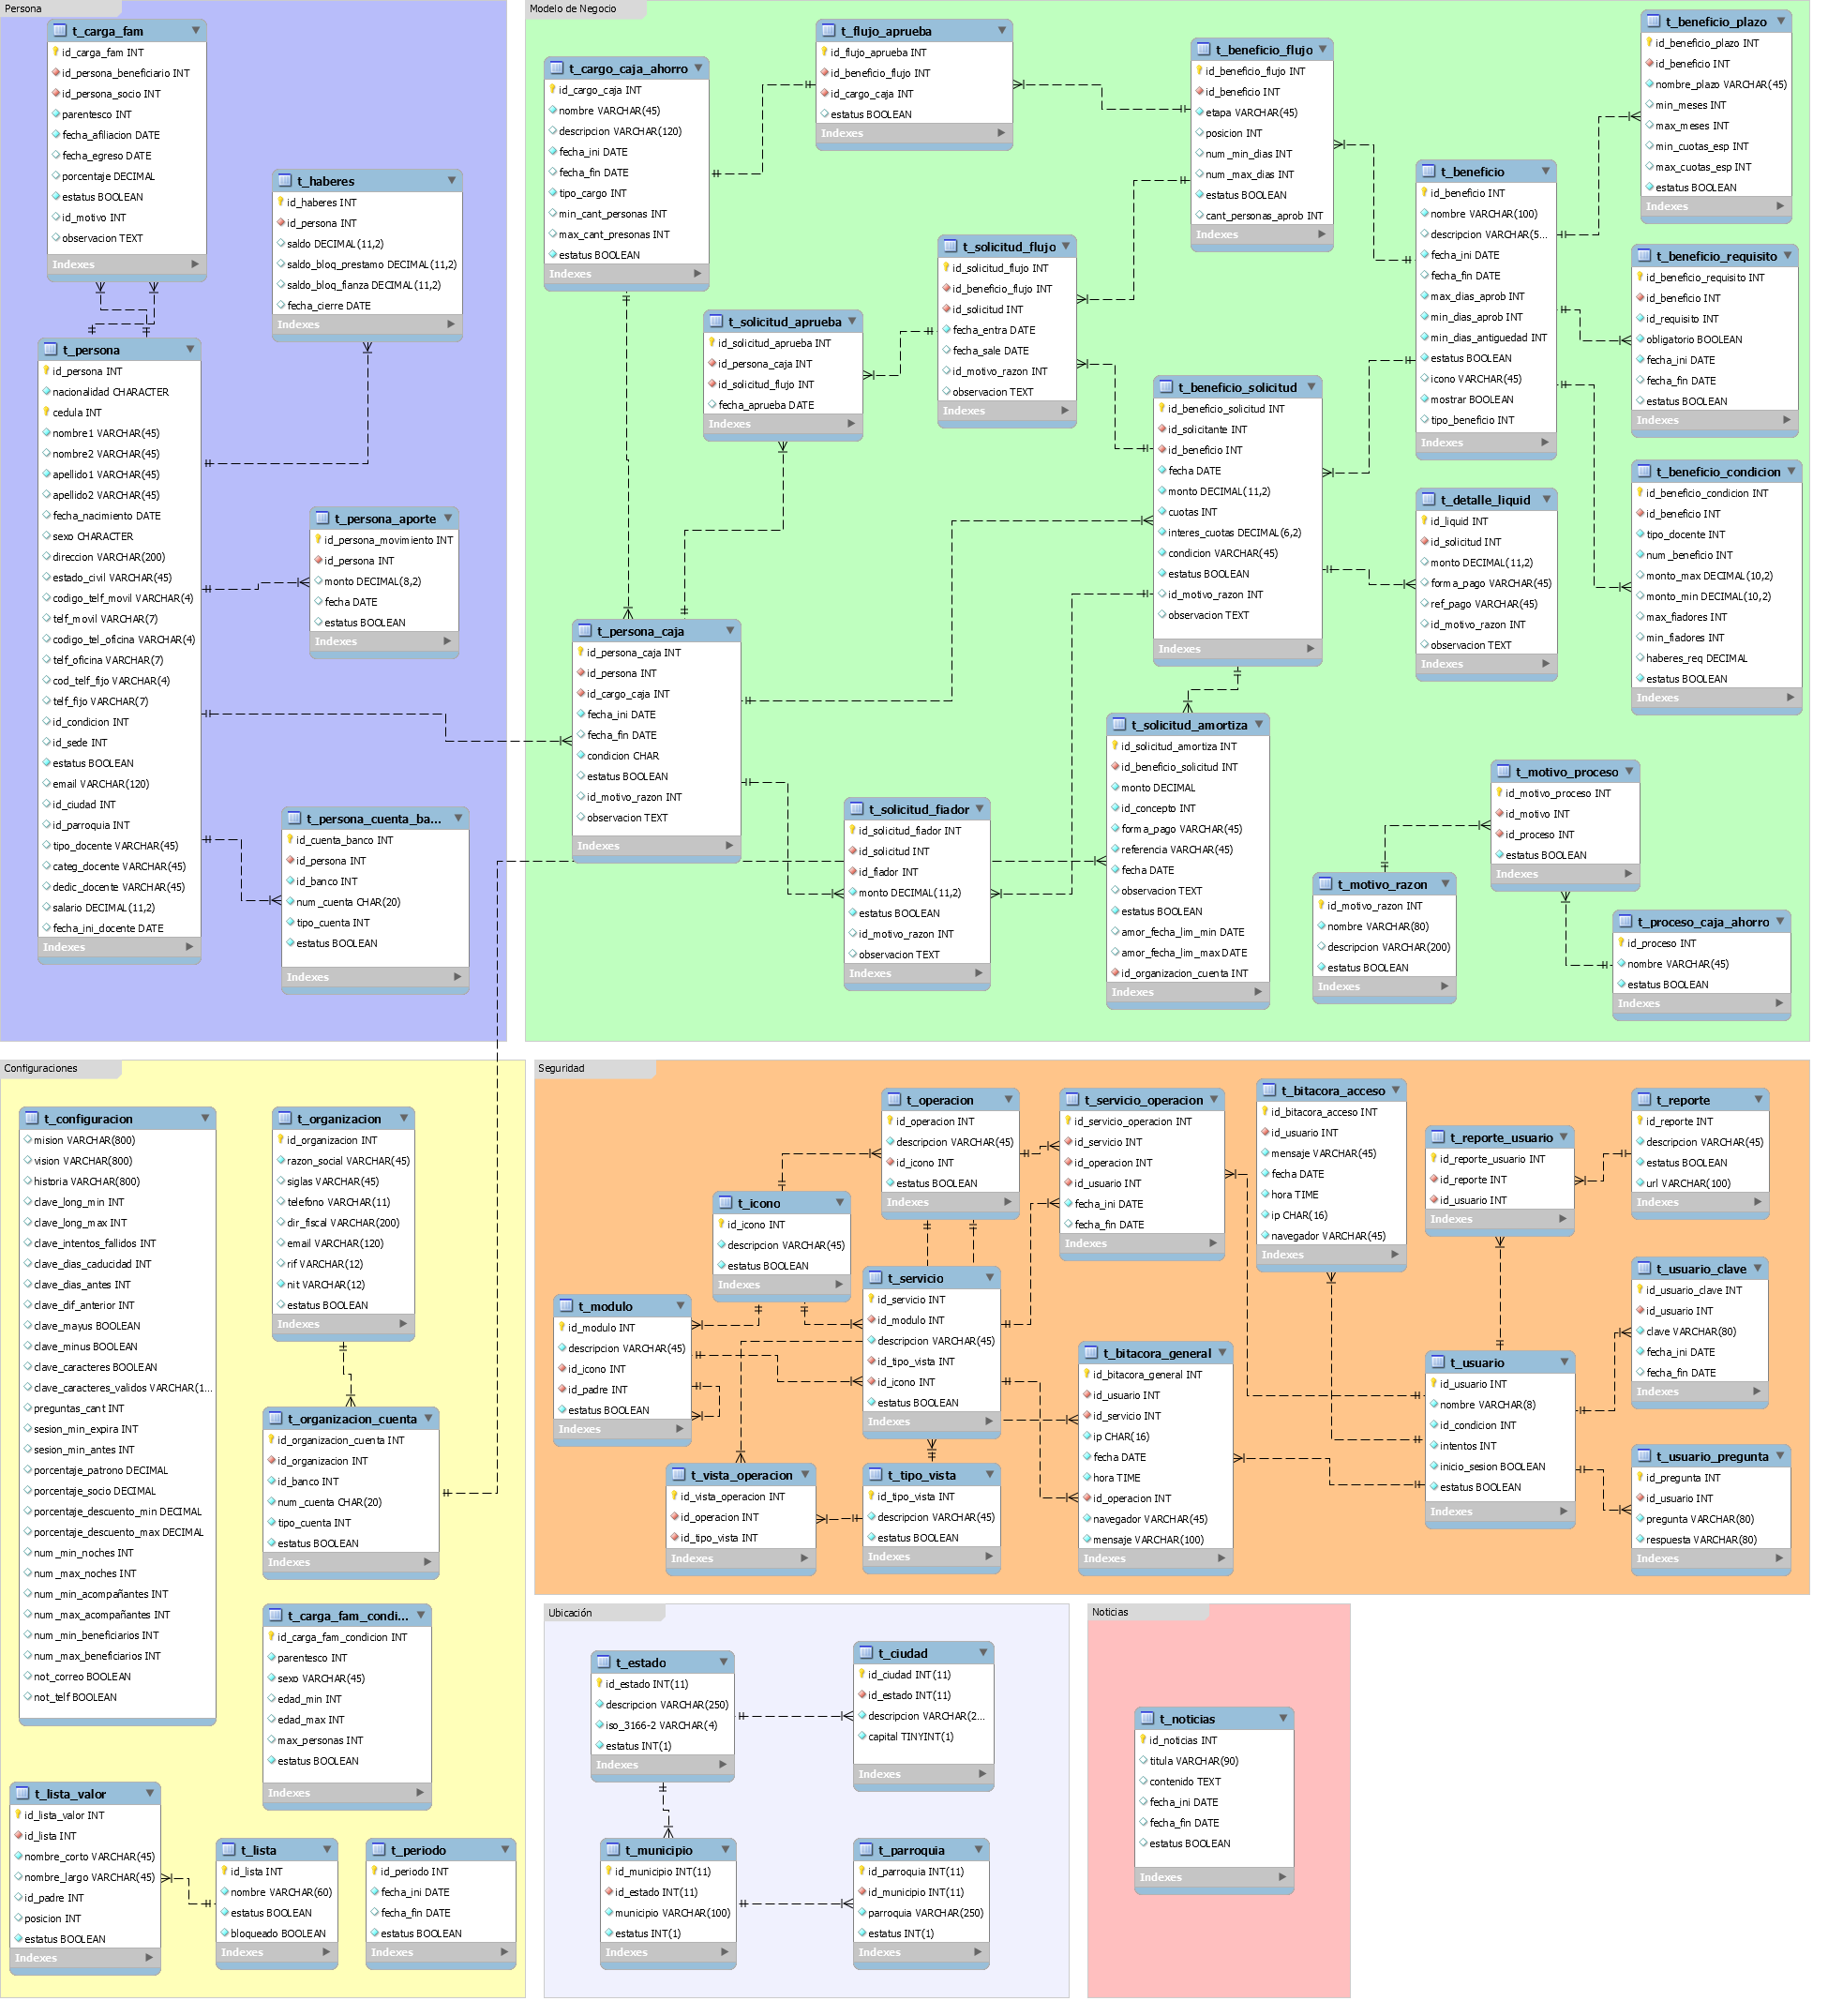 Persona
t_carga_fam
id_carga_fam INT
id_persona_beneficiario INT
id_persona_socio INT
parentesco INT
fecha_afiliacion DATE
fecha_egreso DATE
porcentaje DECIMAL
estatus BOOLEAN
id_motivo INT
observacion TEXT
Indexes
t_haberes
id_haberes INT
id_persona INT
saldo DECIMAL(11,2)
saldo_bloq_prestamo DECIMAL(11,2)
saldo_bloq_fianza DECIMAL(11,2)
fecha_cierre DATE
Indexes
t_persona
id_persona INT
nacionalidad CHARACTER
cedula INT
nombre1 VARCHAR(45)
nombre2 VARCHAR(45)
apellido1 VARCHAR(45)
apellido2 VARCHAR(45)
fecha_nacimiento DATE
sexo CHARACTER
direccion VARCHAR(200)
estado_civil VARCHAR(45)
codigo_telf_movil VARCHAR(4)
telf_movil VARCHAR(7)
codigo_tel_oficina VARCHAR(4)
telf_oficina VARCHAR(7)
cod_telf_fijo VARCHAR(4)
telf_fijo VARCHAR(7)
id_condicion INT
id_sede INT
estatus BOOLEAN
email VARCHAR(120)
id_ciudad INT
id_parroquia INT
tipo_docente VARCHAR(45)
categ_docente VARCHAR(45)
dedic_docente VARCHAR(45)
salario DECIMAL(11,2)
fecha_ini_docente DATE
Indexes
t_persona_aporte
id_persona_movimiento INT
id_persona INT
monto DECIMAL(8,2)
fecha DATE
estatus BOOLEAN
Indexes
t_persona_cuenta_ba...
id_cuenta_banco INT
id_persona INT
id_banco INT
num_cuenta CHAR(20)
tipo_cuenta INT
estatus BOOLEAN
Indexes
Modelo de Negocio
t_cargo_caja_ahorro
id_cargo_caja INT
nombre VARCHAR(45)
descripcion VARCHAR(120)
fecha_ini DATE
fecha_fin DATE
tipo_cargo INT
min_cant_personas INT
max_cant_presonas INT
estatus BOOLEAN
Indexes
t_flujo_aprueba
id_flujo_aprueba INT
id_beneficio_flujo INT
id_cargo_caja INT
estatus BOOLEAN
Indexes
t_beneficio_flujo
id_beneficio_flujo INT
id_beneficio INT
etapa VARCHAR(45)
posicion INT
num_min_dias INT
num_max_dias INT
estatus BOOLEAN
cant_personas_aprob INT
Indexes
t_beneficio_plazo
id_beneficio_plazo INT
id_beneficio INT
nombre_plazo VARCHAR(45)
min_meses INT
max_meses INT
min_cuotas_esp INT
max_cuotas_esp INT
estatus BOOLEAN
Indexes
t_beneficio
id_beneficio INT
nombre VARCHAR(100)
descripcion VARCHAR(5...
fecha_ini DATE
fecha_fin DATE
max_dias_aprob INT
min_dias_aprob INT
min_dias_antiguedad INT
estatus BOOLEAN
icono VARCHAR(45)
mostrar BOOLEAN
tipo_beneficio INT
Indexes
t_beneficio_requisito
id_beneficio_requisito INT
id_beneficio INT
id_requisito INT
obligatorio BOOLEAN
fecha_ini DATE
fecha_fin DATE
estatus BOOLEAN
Indexes
t_solicitud_flujo
id_solicitud_flujo INT
id_beneficio_flujo INT
id_solicitud INT
fecha_entra DATE
fecha_sale DATE
id_motivo_razon INT
observacion TEXT
Indexes
t_solicitud_aprueba
id_solicitud_aprueba INT
id_persona_caja INT
id_solicitud_flujo INT
fecha_aprueba DATE
Indexes
t_beneficio_solicitud
id_beneficio_solicitud INT
id_solicitante INT
id_beneficio INT
fecha DATE
monto DECIMAL(11,2)
cuotas INT
interes_cuotas DECIMAL(6,2)
condicion VARCHAR(45)
estatus BOOLEAN
id_motivo_razon INT
observacion TEXT
Indexes
t_beneficio_condicion
id_beneficio_condicion INT
id_beneficio INT
tipo_docente INT
num_beneficio INT
monto_max DECIMAL(10,2)
monto_min DECIMAL(10,2)
max_fiadores INT
min_fiadores INT
haberes_req DECIMAL
estatus BOOLEAN
Indexes
t_detalle_liquid
id_liquid INT
id_solicitud INT
monto DECIMAL(11,2)
forma_pago VARCHAR(45)
ref_pago VARCHAR(45)
id_motivo_razon INT
observacion TEXT
Indexes
t_persona_caja
id_persona_caja INT
id_persona INT
id_cargo_caja INT
fecha_ini DATE
fecha_fin DATE
condicion CHAR
estatus BOOLEAN
id_motivo_razon INT
observacion TEXT
Indexes
t_solicitud_amortiza
id_solicitud_amortiza INT
id_beneficio_solicitud INT
monto DECIMAL
id_concepto INT
forma_pago VARCHAR(45)
referencia VARCHAR(45)
fecha DATE
observacion TEXT
estatus BOOLEAN
amor_fecha_lim_min DATE
amor_fecha_lim_max DATE
id_organizacion_cuenta INT
Indexes
t_solicitud_fiador
id_solicitud_fiador INT
id_solicitud INT
id_fiador INT
monto DECIMAL(11,2)
estatus BOOLEAN
id_motivo_razon INT
observacion TEXT
Indexes
t_motivo_proceso
id_motivo_proceso INT
id_motivo INT
id_proceso INT
estatus BOOLEAN
Indexes
t_motivo_razon
id_motivo_razon INT
nombre VARCHAR(80)
descripcion VARCHAR(200)
estatus BOOLEAN
Indexes
t_proceso_caja_ahorro
id_proceso INT
nombre VARCHAR(45)
estatus BOOLEAN
Indexes
Configuraciones
t_configuracion
mision VARCHAR(800)
vision VARCHAR(800)
historia VARCHAR(800)
clave_long_min INT
clave_long_max INT
clave_intentos_fallidos INT
clave_dias_caducidad INT
clave_dias_antes INT
clave_dif_anterior INT
clave_mayus BOOLEAN
clave_minus BOOLEAN
clave_caracteres BOOLEAN
clave_caracteres_validos VARCHAR(1...
preguntas_cant INT
sesion_min_expira INT
sesion_min_antes INT
porcentaje_patrono DECIMAL
porcentaje_socio DECIMAL
porcentaje_descuento_min DECIMAL
porcentaje_descuento_max DECIMAL
num_min_noches INT
num_max_noches INT
num_min_acompañantes INT
num_max_acompañantes INT
num_min_beneficiarios INT
num_max_beneficiarios INT
not_correo BOOLEAN
not_telf BOOLEAN
t_organizacion
id_organizacion INT
razon_social VARCHAR(45)
siglas VARCHAR(45)
telefono VARCHAR(11)
dir_fiscal VARCHAR(200)
email VARCHAR(120)
rif VARCHAR(12)
nit VARCHAR(12)
estatus BOOLEAN
Indexes
t_organizacion_cuenta
id_organizacion_cuenta INT
id_organizacion INT
id_banco INT
num_cuenta CHAR(20)
tipo_cuenta INT
estatus BOOLEAN
Indexes
t_carga_fam_condi...
id_carga_fam_condicion INT
parentesco INT
sexo VARCHAR(45)
edad_min INT
edad_max INT
max_personas INT
estatus BOOLEAN
Indexes
t_lista_valor
id_lista_valor INT
id_lista INT
nombre_corto VARCHAR(45)
nombre_largo VARCHAR(45)
id_padre INT
posicion INT
estatus BOOLEAN
Indexes
t_lista
id_lista INT
nombre VARCHAR(60)
estatus BOOLEAN
bloqueado BOOLEAN
Indexes
t_periodo
id_periodo INT
fecha_ini DATE
fecha_fin DATE
estatus BOOLEAN
Indexes
Seguridad
t_operacion
id_operacion INT
descripcion VARCHAR(45)
id_icono INT
estatus BOOLEAN
Indexes
t_servicio_operacion
id_servicio_operacion INT
id_servicio INT
id_operacion INT
id_usuario INT
fecha_ini DATE
fecha_fin DATE
Indexes
t_bitacora_acceso
id_bitacora_acceso INT
id_usuario INT
mensaje VARCHAR(45)
fecha DATE
hora TIME
ip CHAR(16)
navegador VARCHAR(45)
Indexes
t_reporte_usuario
id_reporte_usuario INT
id_reporte INT
id_usuario INT
Indexes
t_reporte
id_reporte INT
descripcion VARCHAR(45)
estatus BOOLEAN
url VARCHAR(100)
Indexes
t_icono
id_icono INT
descripcion VARCHAR(45)
estatus BOOLEAN
Indexes
t_modulo
id_modulo INT
descripcion VARCHAR(45)
id_icono INT
id_padre INT
estatus BOOLEAN
Indexes
t_servicio
id_servicio INT
id_modulo INT
descripcion VARCHAR(45)
id_tipo_vista INT
id_icono INT
estatus BOOLEAN
Indexes
t_bitacora_general
id_bitacora_general INT
id_usuario INT
id_servicio INT
ip CHAR(16)
fecha DATE
hora TIME
id_operacion INT
navegador VARCHAR(45)
mensaje VARCHAR(100)
Indexes
t_usuario_clave
id_usuario_clave INT
id_usuario INT
clave VARCHAR(80)
fecha_ini DATE
fecha_fin DATE
Indexes
t_usuario
id_usuario INT
nombre VARCHAR(8)
id_condicion INT
intentos INT
inicio_sesion BOOLEAN
estatus BOOLEAN
Indexes
t_usuario_pregunta
id_pregunta INT
id_usuario INT
pregunta VARCHAR(80)
respuesta VARCHAR(80)
Indexes
t_vista_operacion
id_vista_operacion INT
id_operacion INT
id_tipo_vista INT
Indexes
t_tipo_vista
id_tipo_vista INT
descripcion VARCHAR(45)
estatus BOOLEAN
Indexes
Ubicación
t_estado
id_estado INT(11)
descripcion VARCHAR(250)
iso_3166-2 VARCHAR(4)
estatus INT(1)
Indexes
t_ciudad
id_ciudad INT(11)
id_estado INT(11)
descripcion VARCHAR(2...
capital TINYINT(1)
Indexes
t_municipio
id_municipio INT(11)
id_estado INT(11)
municipio VARCHAR(100)
estatus INT(1)
Indexes
t_parroquia
id_parroquia INT(11)
id_municipio INT(11)
parroquia VARCHAR(250)
estatus INT(1)
Indexes
Noticias
t_noticias
id_noticias INT
titula VARCHAR(90)
contenido TEXT
fecha_ini DATE
fecha_fin DATE
estatus BOOLEAN
Indexes